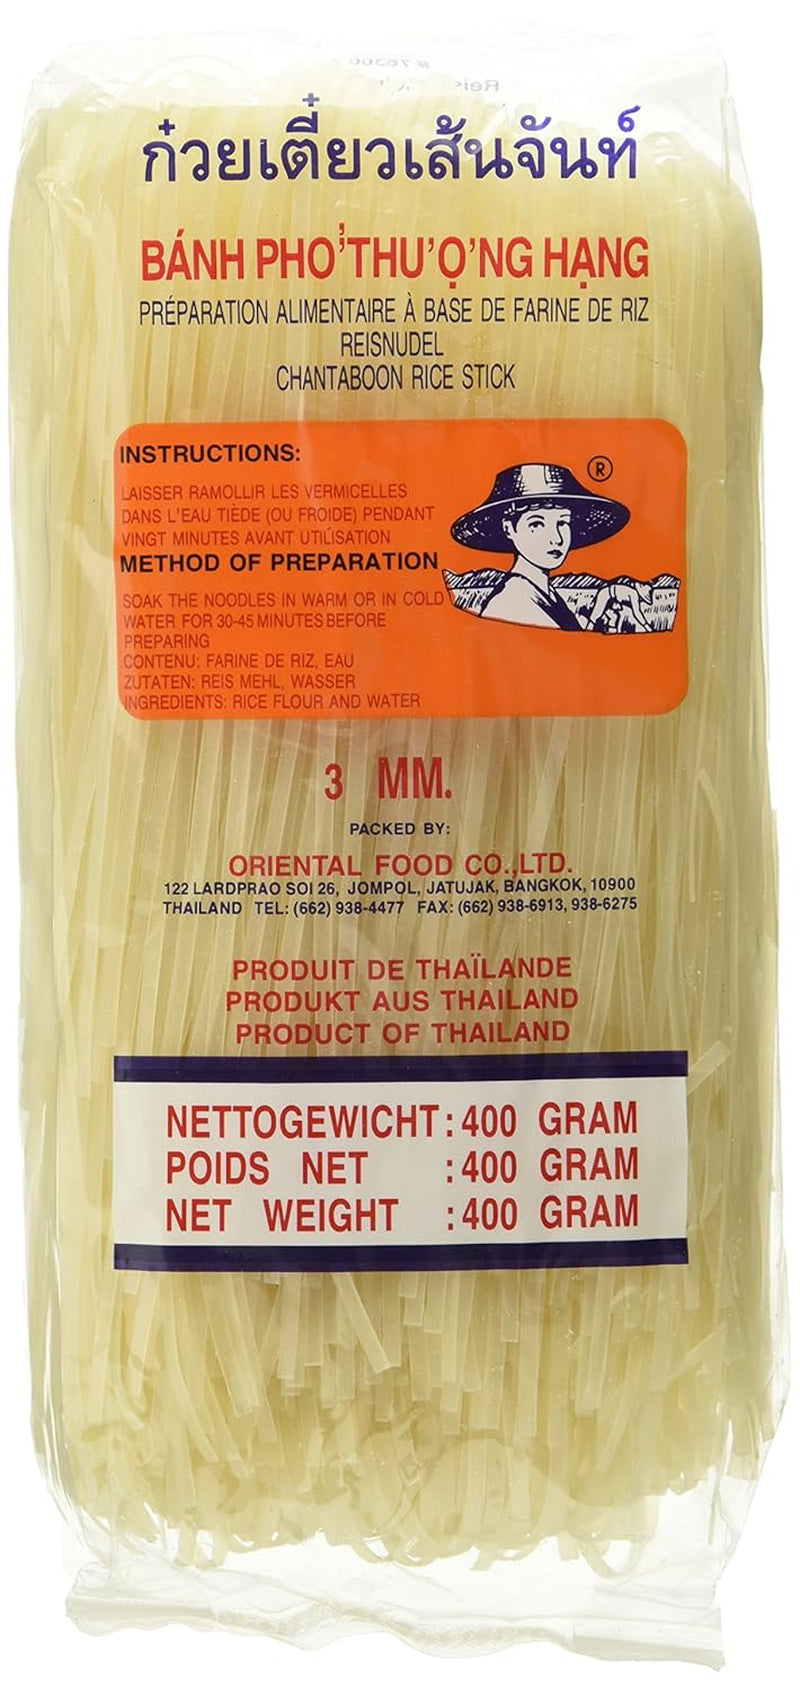 ก๋วยเตี๋ยวเส้นจันท์
BÁNH PHO'̉THU'Ọ'NG HẠNG
PRÉPARATION ALIMENTAIRE À BASE DE FARINE DE RIZ
REISNUDEL
CHANTABOON RICE STICK
INSTRUCTIONS:
®
LAISSER RAMOLLIR LES VERMICELLES
DANS L'EAU TIÈDE (OU FROIDE) PENDANT
VINGT MINUTES AVANT UTILISATION
METHOD OF PREPARATION
SOAK THE NOODLES IN WARM OR IN COLD
WATER FOR 30-45 MINUTES BEFORE
PREPARING
CONTENU: FARINE DE RIZ, EAU
ZUTATEN: REIS MEHL, WASSER
INGREDIENTS: RICE FLOUR AND WATER
3 MM.
PACKED BY:
ORIENTAL FOOD CO.,LTD.
122 LARDPRAO SOI 26, JOMPOL, JATUJAK, BANGKOK, 10900
THAILAND TEL: (662) 938-4477 FAX: (662) 938-6913, 938-6275
PRODUIT DE THAÏLANDE
PRODUKT AUS THAILAND
PRODUCT OF THAILAND
NETTOGEWICHT : 400 GRAM
POIDS NET : 400 GRAM
NET WEIGHT : 400 GRAM